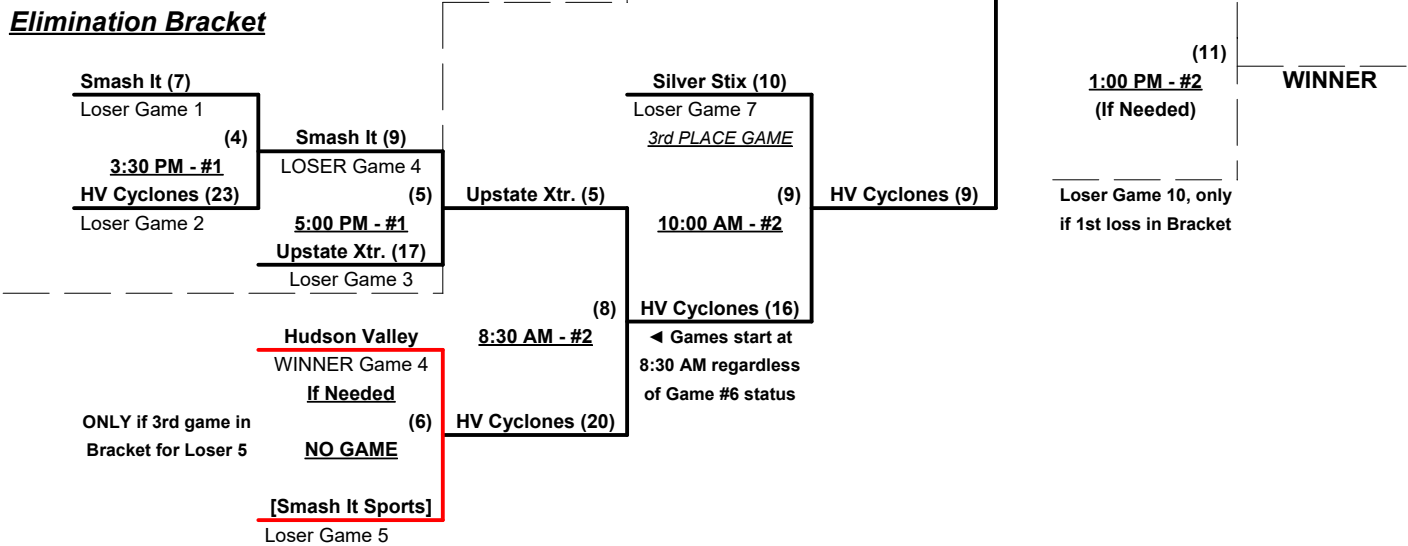 Elimination Bracket
Smash It (7)
Loser Game 1
(4)
3:30 PM - #1
HV Cyclones (23)
Loser Game 2
Smash It (9)
LOSER Game 4
(5)
5:00 PM - #1
Upstate Xtr. (17)
Loser Game 3
Hudson Valley
WINNER Game 4
If Needed
ONLY if 3rd game in
Bracket for Loser 5
(6)
NO GAME
[Smash It Sports]
Loser Game 5
Upstate Xtr. (5)
(8)
8:30 AM - #2
HV Cyclones (20)
Silver Stix (10)
Loser Game 7
3rd PLACE GAME
(9)
10:00 AM - #2
HV Cyclones (16)
◄ Games start at
8:30 AM regardless
of Game #6 status
HV Cyclones (9)
(11)
1:00 PM - #2
(If Needed)
WINNER
Loser Game 10, only
if 1st loss in Bracket